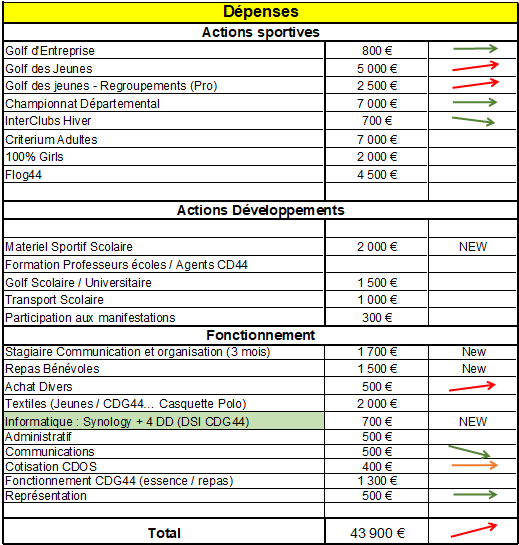 Dépenses
Actions sportives
Golf d'Entreprise 800 €
Golf des Jeunes 5 000 €
Golf des jeunes - Regroupements (Pro) 2 500 €
Championnat Départemental 7 000 €
InterClubs Hiver 700 €
Criterium Adultes 7 000 €
100% Girls 2 000 €
Flog44 4 500 €
Actions Développements
Materiel Sportif Scolaire 2 000 € NEW
Formation Professeurs écoles / Agents CD44
Golf Scolaire / Universitaire 1 500 €
Transport Scolaire 1 000 €
Participation aux manifestations 300 €
Fonctionnement
Stagiaire Communication et organisation (3 mois) 1 700 € New
Repas Bénévoles 1 500 € New
Achat Divers 500 €
Textiles (Jeunes / CDG44... Casquette Polo) 2 000 €
Informatique : Synology + 4 DD (DSI CDG44) 700 € NEW
Administratif 500 €
Communications 500 €
Cotisation CDOS 400 €
Fonctionnement CDG44 (essence / repas) 1 300 €
Représentation 500 €
Total 43 900 €